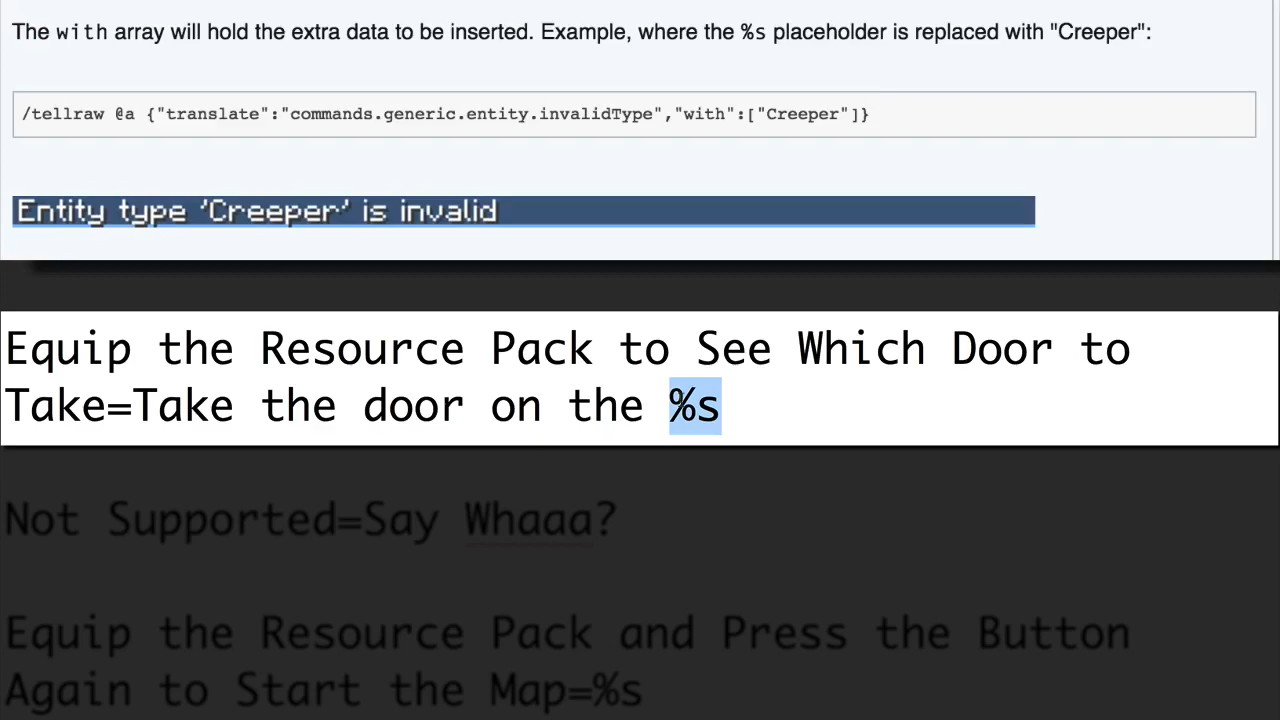 The with array will hold the extra data to be inserted. Example, where the %s placeholder is replaced with "Creeper":
/tellraw @a {"translate":"commands.generic.entity.invalidType","with":["Creeper"]}
Entity type 'Creeper' is invalid
Equip the Resource Pack to See Which Door to
Take=Take the door on the %s
Not Supported=Say Whaaa?
Equip the Resource Pack and Press the Button
Again to Start the Map=%s